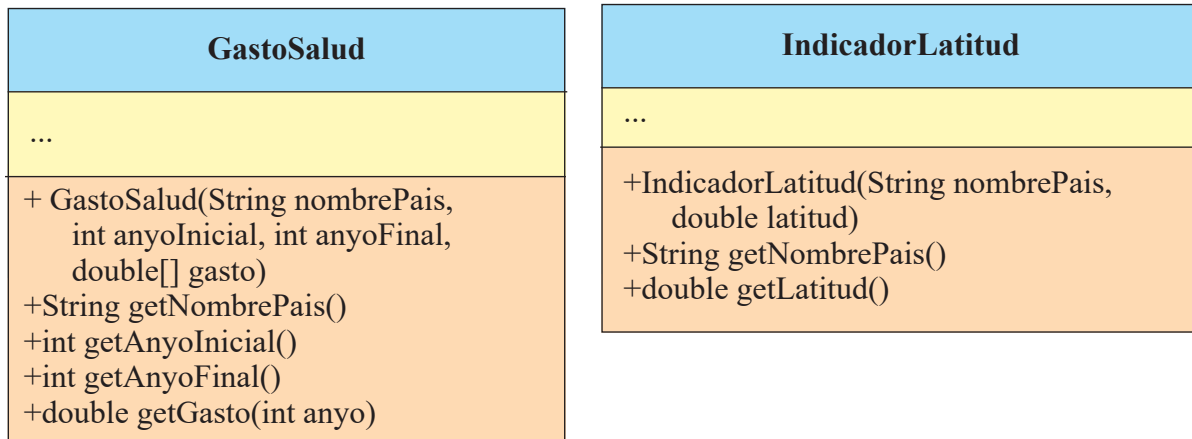 GastoSalud
...
+ GastoSalud(String nombrePais,
int anyoInicial, int anyoFinal,
double[] gasto)
+String getNombrePais()
+int getAnyoInicial()
+int getAnyoFinal()
+double getGasto(int anyo)
IndicadorLatitud
...
+IndicadorLatitud(String nombrePais,
double latitud)
+String getNombrePais()
+double getLatitud()